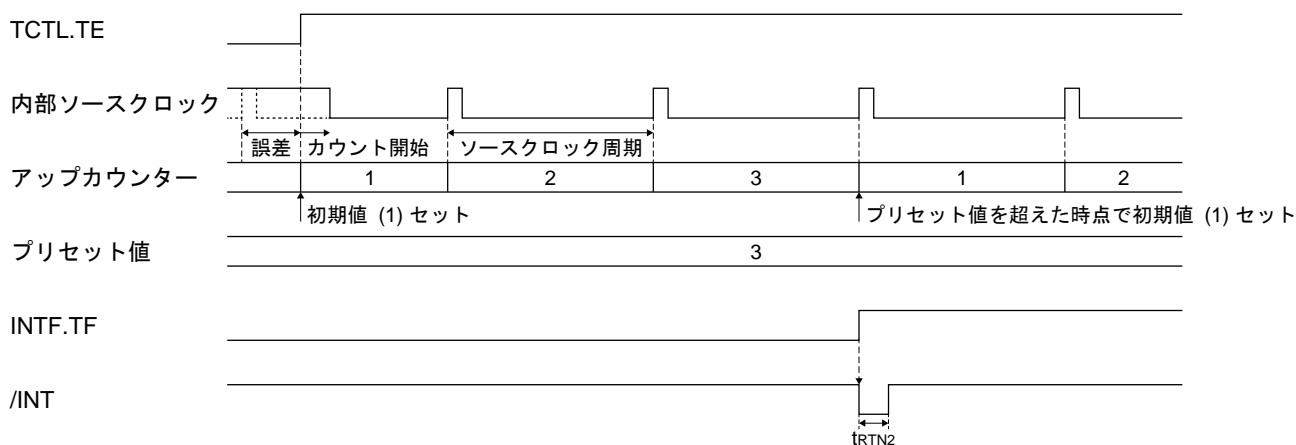 TCTL.TE
内部ソースクロック
誤差 カウント開始 ソースクロック周期
アップカウンター 1 2 3 1 2
初期値 (1) セット プリセット値を超えた時点で初期値 (1) セット
プリセット値 3
INTF.TF
/INT
tRTN2